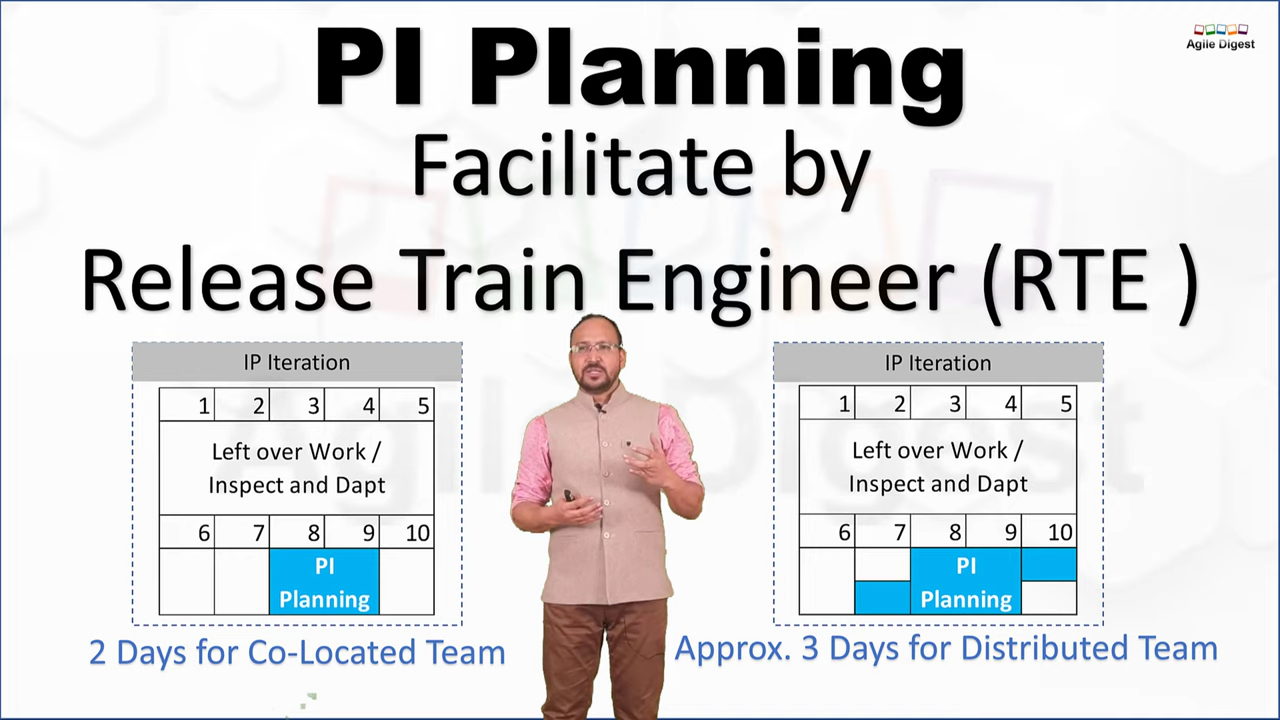 PI Planning
Agile Digest
Facilitate by
Release Train Engineer (RTE )
IP Iteration
1 2 3 4 5
Left over Work /
Inspect and Dapt
6 7 8 9 10
PI
Planning
2 Days for Co-Located Team
IP Iteration
1 2 3 4 5
Left over Work /
Inspect and Dapt
6 7 8 9 10
PI
Planning
Approx. 3 Days for Distributed Team